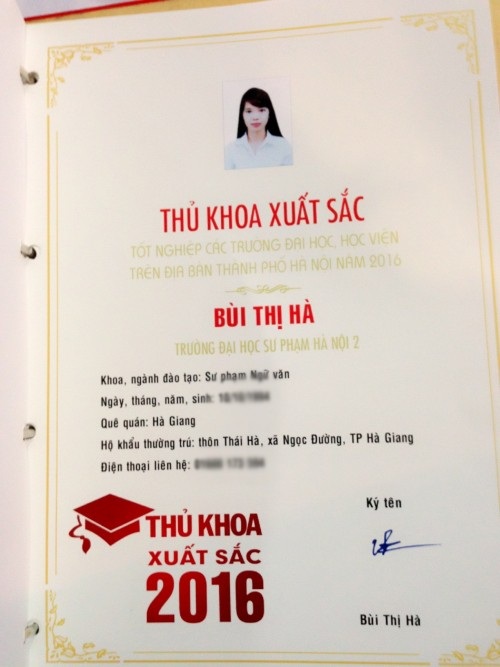 THỦ KHOA XUẤT SẮC
TỐT NGHIỆP CÁC TRƯỜNG ĐẠI HỌC, HỌC VIỆN
TRÊN ĐỊA BÀN THÀNH PHỐ HÀ NỘI NĂM 2016
BÙI THỊ HÀ
TRƯỜNG ĐẠI HỌC SƯ PHẠM HÀ NỘI 2
Khoa, ngành đào tạo: Sư phạm Ngữ văn
Ngày, tháng, năm, sinh:
Quê quán: Hà Giang
Hộ khẩu thường trú: thôn Thái Hà, xã Ngọc Đường, TP Hà Giang
Điện thoại liên hệ:
Ký tên
THỦ KHOA
XUẤT SẮC
2016
Bùi Thị Hà